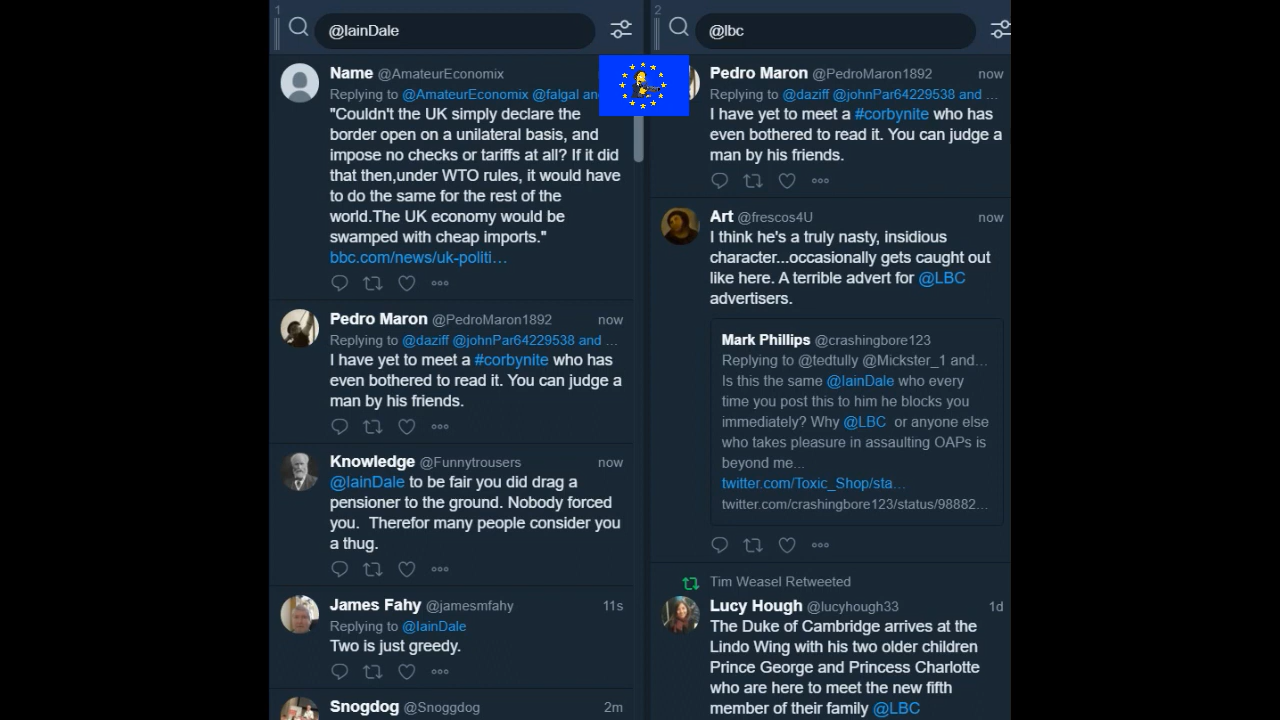 1
@IainDale
Name @AmateurEconomix
Replying to @AmateurEconomix @falgal an
"Couldn't the UK simply declare the
border open on a unilateral basis, and
impose no checks or tariffs at all? If it did
that then,under WTO rules, it would have
to do the same for the rest of the
world.The UK economy would be
swamped with cheap imports."
bbc.com/news/uk-politi…
Pedro Maron @PedroMaron1892 now
Replying to @daziff @johnPar64229538 and …
I have yet to meet a #corbynite who has
even bothered to read it. You can judge a
man by his friends.
Knowledge @Funnytrousers now
@IainDale to be fair you did drag a
pensioner to the ground. Nobody forced
you.  Therefor many people consider you
a thug.
James Fahy @jamesmfahy 11s
Replying to @IainDale
Two is just greedy.
Snogdog @Snoggdog 2m
2
@lbc
Pedro Maron @PedroMaron1892 now
Replying to @daziff @johnPar64229538 and …
I have yet to meet a #corbynite who has
even bothered to read it. You can judge a
man by his friends.
Art @frescos4U now
I think he's a truly nasty, insidious
character...occasionally gets caught out
like here. A terrible advert for @LBC
advertisers.
Mark Phillips @crashingbore123
Replying to @tedtully @Mickster_1 and…
Is this the same @IainDale who every
time you post this to him he blocks you
immediately? Why @LBC  or anyone else
who takes pleasure in assaulting OAPs is
beyond me...
twitter.com/Toxic_Shop/sta…
twitter.com/crashingbore123/status/98882…
Tim Weasel Retweeted
Lucy Hough @lucyhough33 1d
The Duke of Cambridge arrives at the
Lindo Wing with his two older children
Prince George and Princess Charlotte
who are here to meet the new fifth
member of their family @LBC